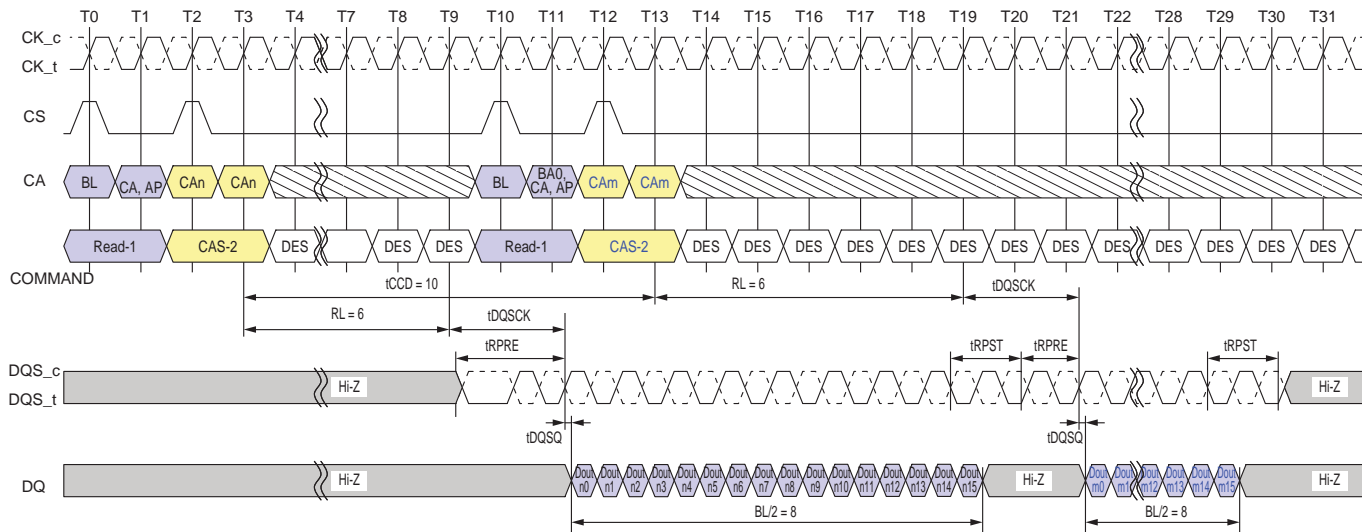 T0 T1 T2 T3 T4 T7 T8 T9 T10 T11 T12 T13 T14 T15 T16 T17 T18 T19 T20 T21 T22 T28 T29 T30 T31
CK_c
CK_t
CS
CA
BL
CA, AP
CAn
CAn
BL
BA0,
CA, AP
CAm
CAm
Read-1
CAS-2
DES
DES
DES
Read-1
CAS-2
DES
DES
DES
DES
DES
DES
DES
DES
DES
DES
DES
DES
DES
COMMAND
tCCD = 10
RL = 6
tDQSCK
RL = 6
tDQSCK
tRPRE
tRPST
tRPRE
tRPST
DQS_c
DQS_t
Hi-Z
Hi-Z
tDQSQ
tDQSQ
DQ
Hi-Z
Dout n0
Dout n1
Dout n2
Dout n3
Dout n4
Dout n5
Dout n6
Dout n7
Dout n8
Dout n9
Dout n10
Dout n11
Dout n12
Dout n13
Dout n14
Dout n15
Hi-Z
Dout m0
Dout m1
Dout m12
Dout m13
Dout m14
Dout m15
Hi-Z
BL/2 = 8
BL/2 = 8